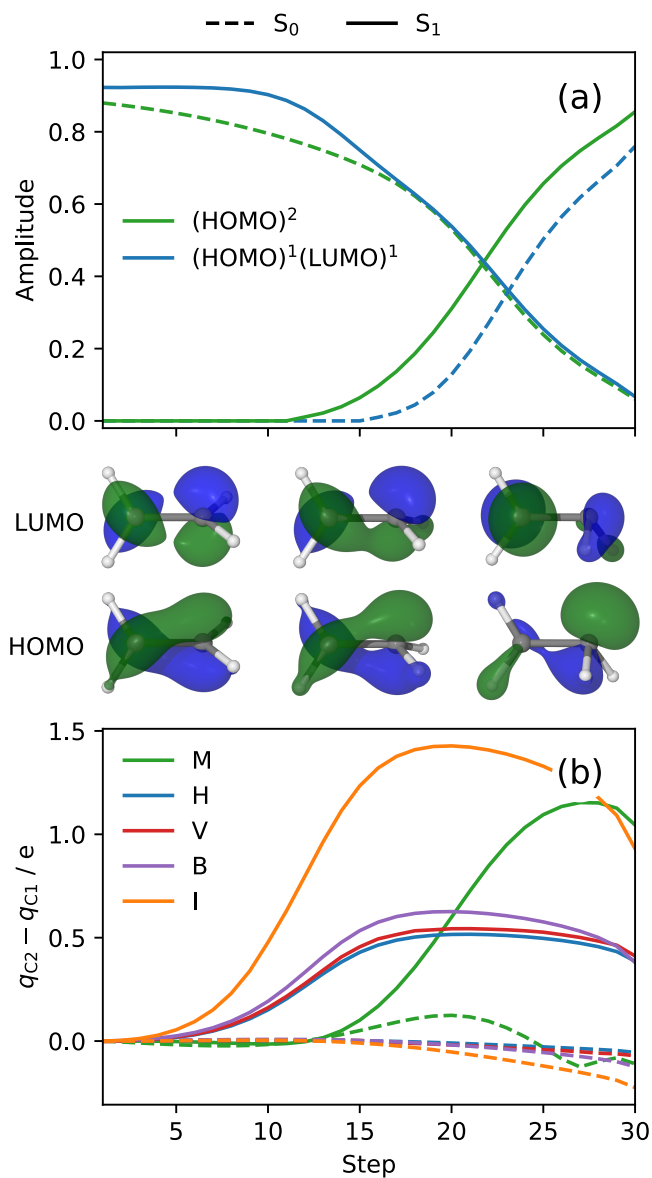 S₀ S₁
(a)
1.0
0.8
0.6
0.4
0.2
0.0
Amplitude
(HOMO)²
(HOMO)¹(LUMO)¹
LUMO
HOMO
(b)
1.5
1.0
0.5
0.0
q_C2 − q_C1 / e
M
H
V
B
I
5 10 15 20 25 30
Step